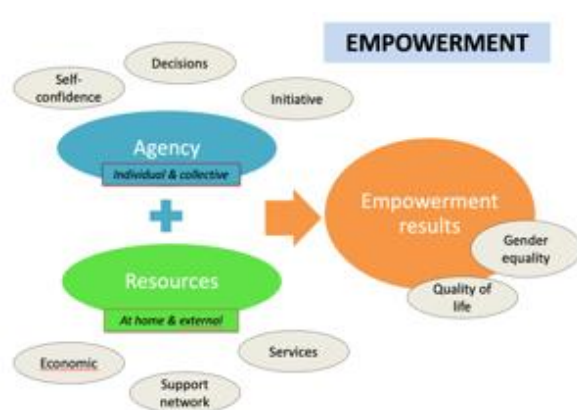 EMPOWERMENT
Decisions
Self-
confidence
Initiative
Agency
Individual & collective
Empowerment
results
Gender
equality
Quality of
life
Resources
At home & external
Services
Economic
Support
network